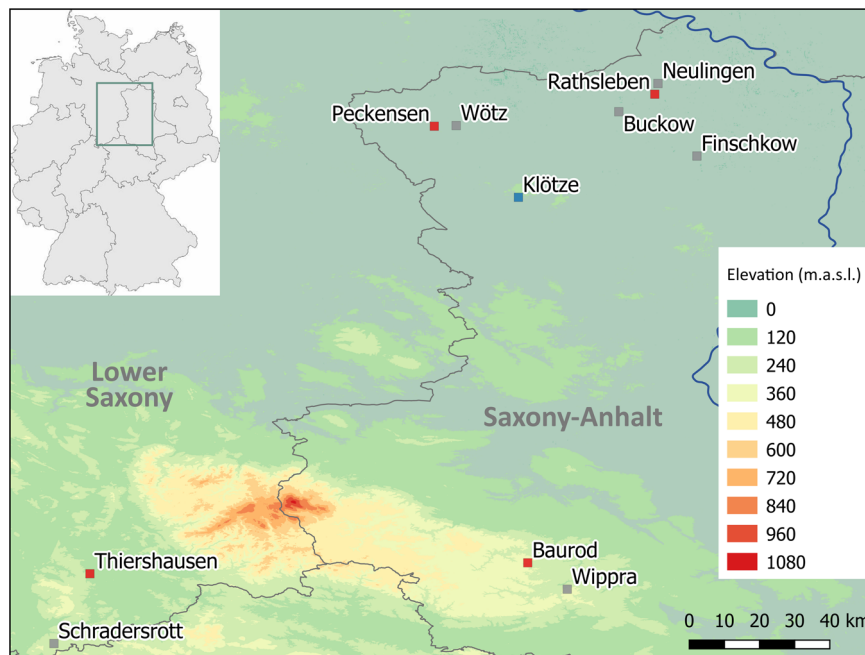 Neulingen
Rathsleben
Peckensen
Wötz
Buckow
Finschkow
Klötze
Elevation (m.a.s.l.)
0
120
240
360
480
600
720
840
960
1080
Lower
Saxony
Saxony-Anhalt
Thiershausen
Baurod
Wippra
Schradersrott
0 10 20 30 40 km